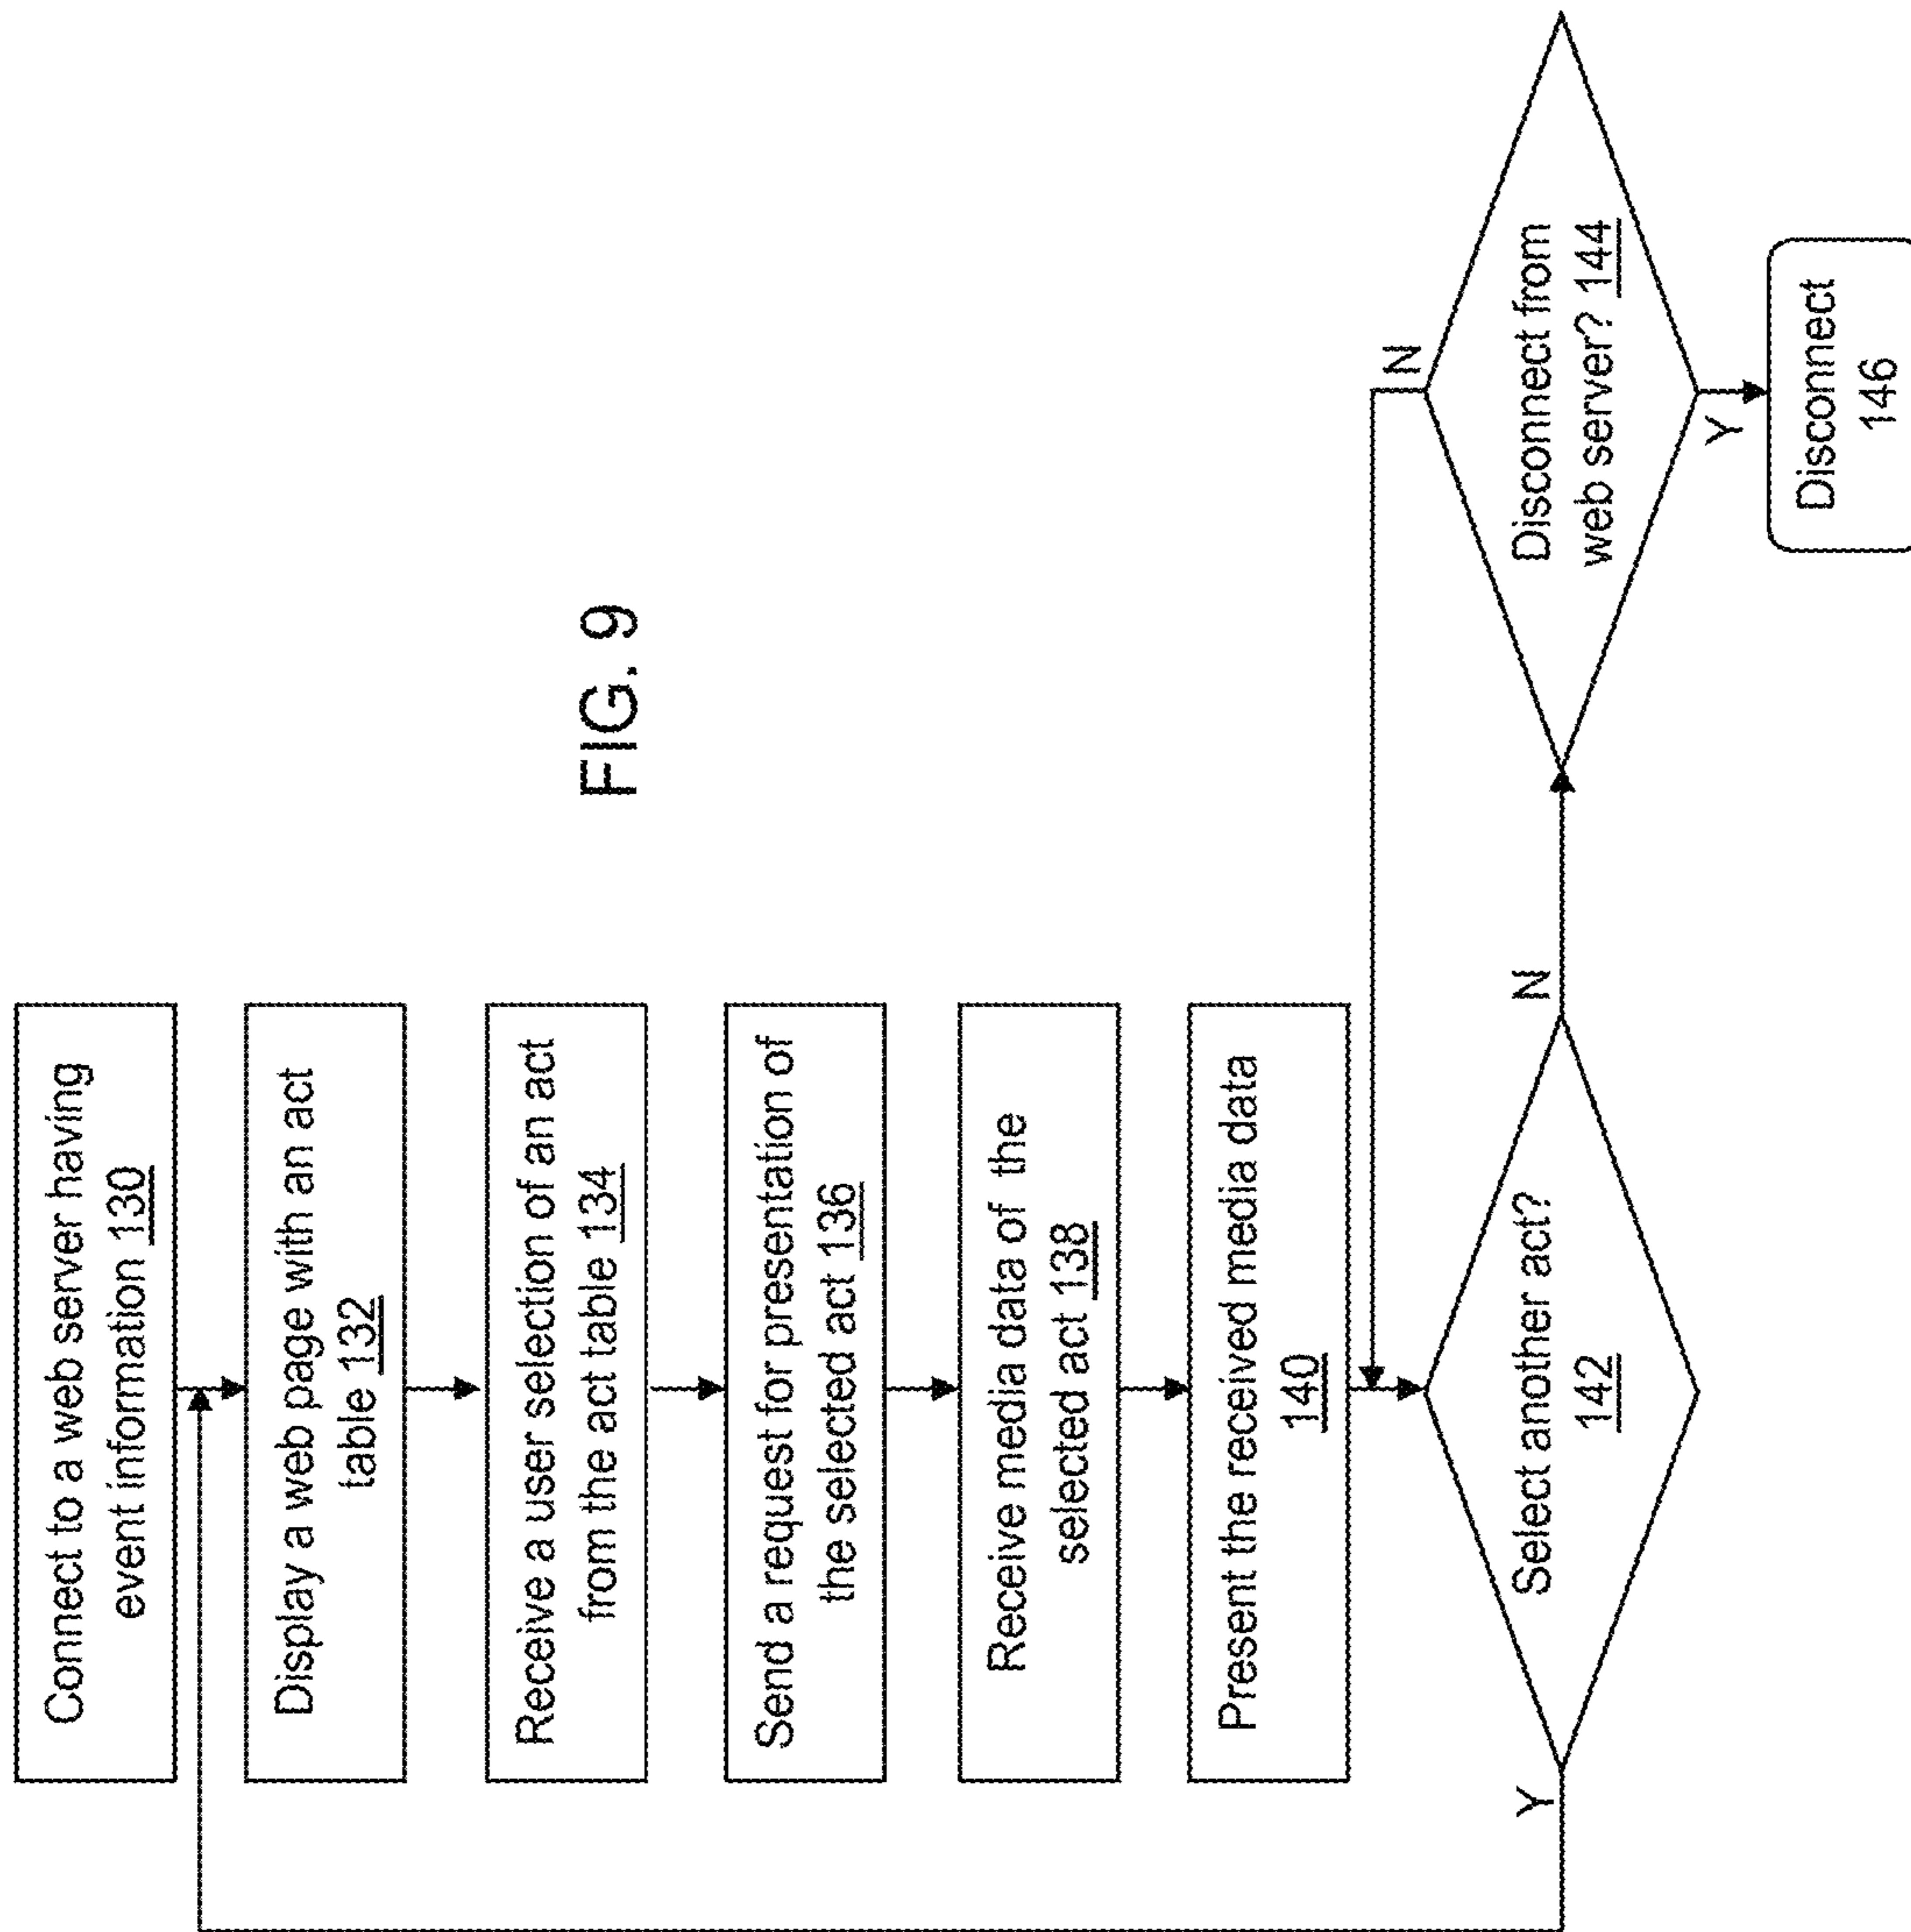 Connect to a web server having
event information 130
Display a web page with an act
table 132
Receive a user selection of an act
from the act table 134
Send a request for presentation of
the selected act 136
Receive media data of the
selected act 138
Present the received media data
140
Select another act?
142
Y
N
Disconnect from
web server? 144
N
Y
Disconnect
146
FIG. 9